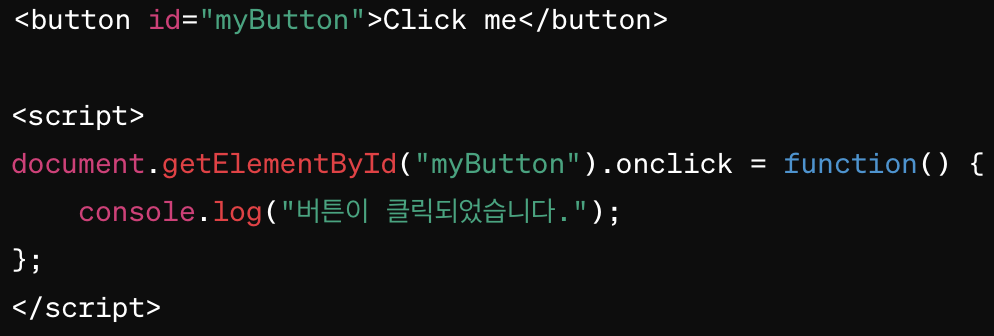 <button id="myButton">Click me</button>
<script>
document.getElementById("myButton").onclick = function() {
    console.log("버튼이 클릭되었습니다.");
};
</script>